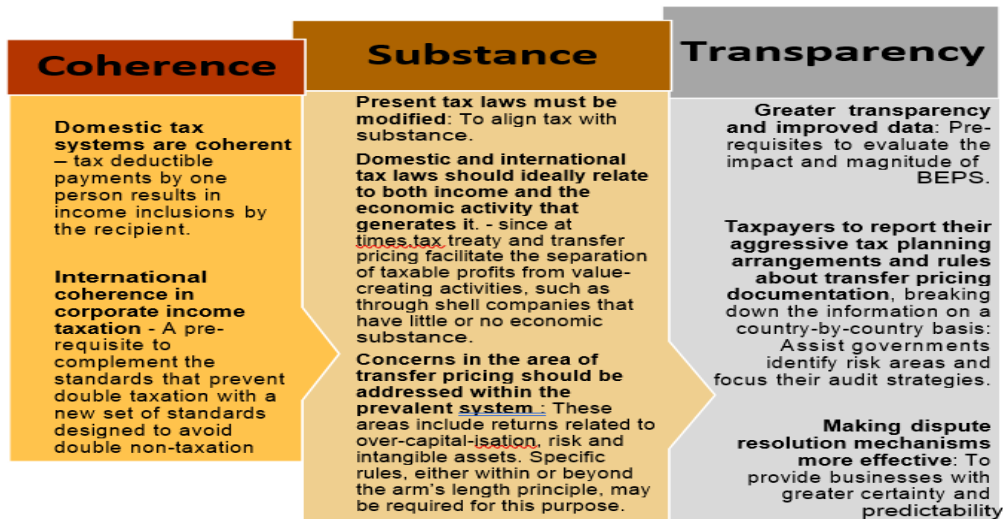 Coherence
Domestic tax
systems are coherent
– tax deductible
payments by one
person results in
income inclusions by
the recipient.
International
coherence in
corporate income
taxation - A pre-
requisite to
complement the
standards that prevent
double taxation with a
new set of standards
designed to avoid
double non-taxation
Substance
Present tax laws must be
modified: To align tax with
substance.
Domestic and international
tax laws should ideally relate
to both income and the
economic activity that
generates it. - since at
times,tax treaty and transfer
pricing facilitate the separation
of taxable profits from value-
creating activities, such as
through shell companies that
have little or no economic
substance.
Concerns in the area of
transfer pricing should be
addressed within the
prevalent system : These
areas include returns related to
over-capital-isation, risk and
intangible assets. Specific
rules, either within or beyond
the arm's length principle, may
be required for this purpose.
Transparency
Greater transparency
and improved data: Pre-
requisites to evaluate the
impact and magnitude of
BEPS.
Taxpayers to report their
aggressive tax planning
arrangements and rules
about transfer pricing
documentation, breaking
down the information on a
country-by-country basis:
Assist governments
identify risk areas and
focus their audit strategies.
Making dispute
resolution mechanisms
more effective: To
provide businesses with
greater certainty and
predictability